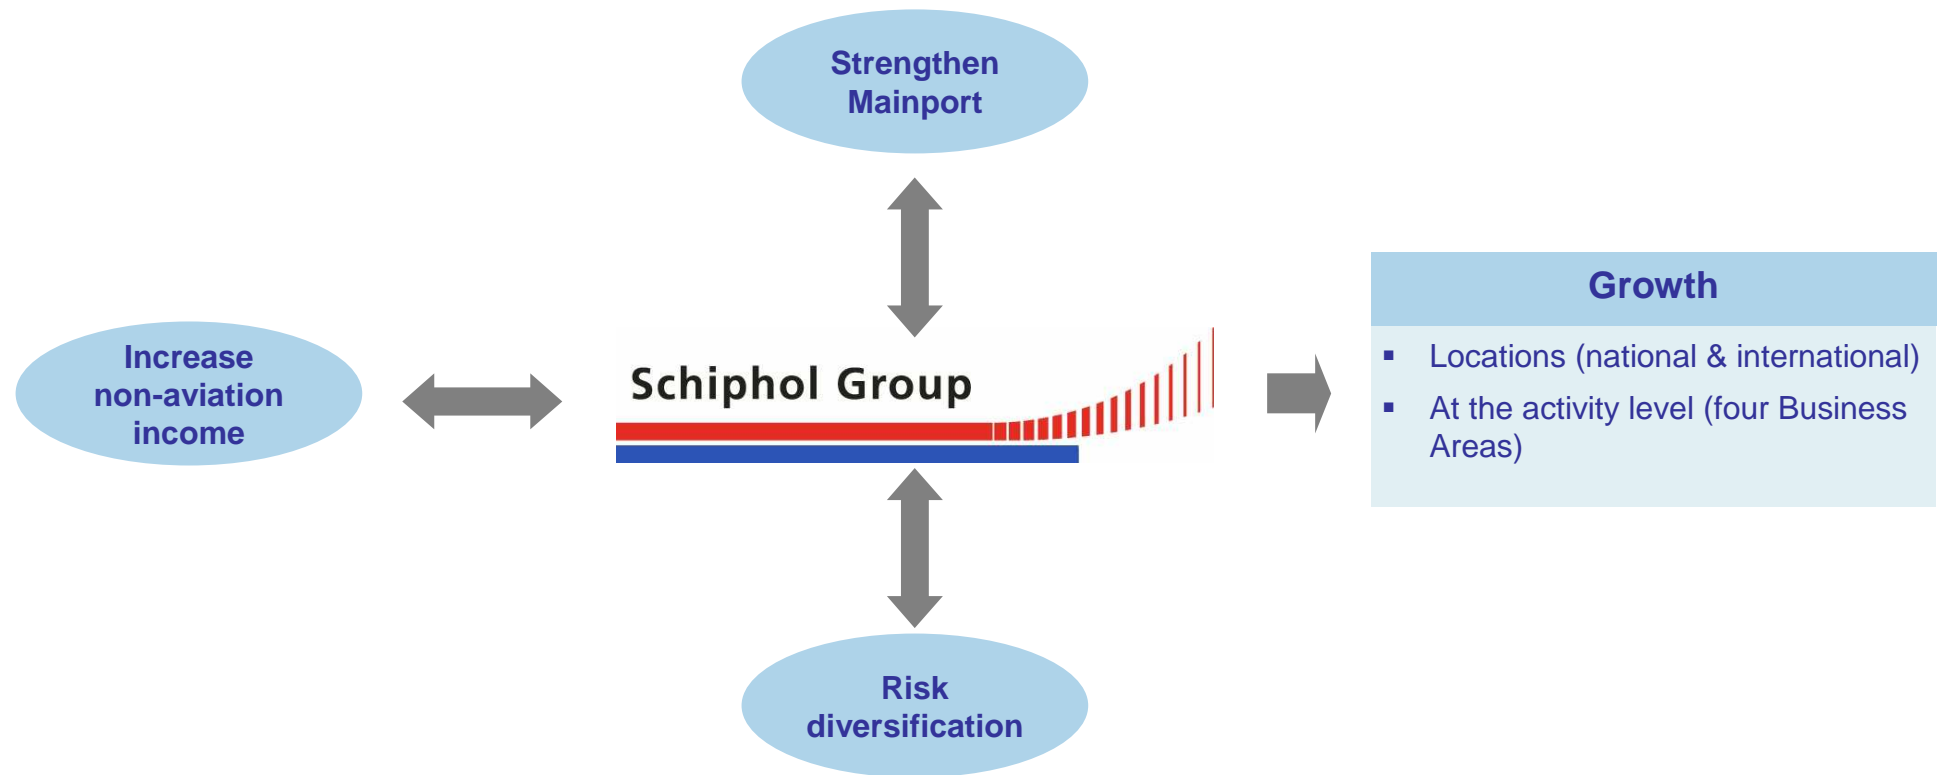 Strengthen
Mainport
Increase
non-aviation
income
Schiphol Group
Growth
▪ Locations (national & international)
▪ At the activity level (four Business
Areas)
Risk
diversification